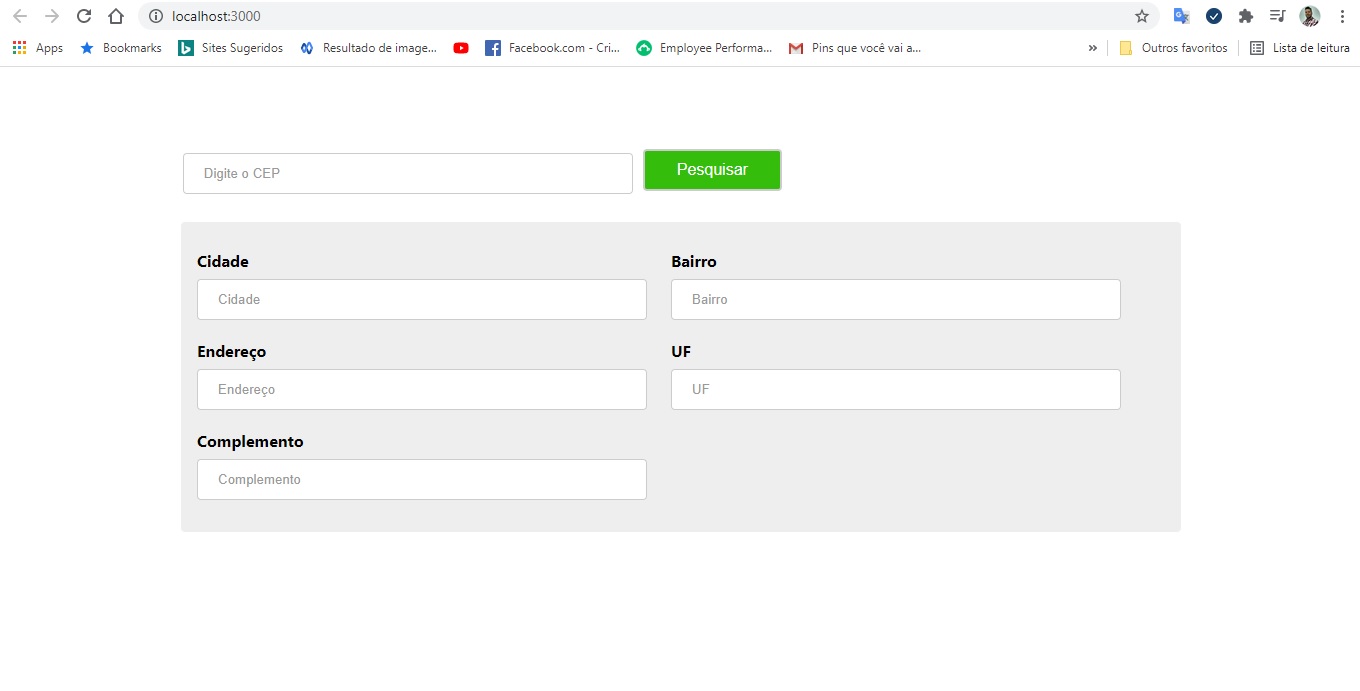 localhost:3000
Apps Bookmarks Sites Sugeridos Resultado de image... Facebook.com - Cri... Employee Performa... Pins que você vai a... » Outros favoritos Lista de leitura
Digite o CEP Pesquisar
Cidade Bairro
Cidade Bairro
Endereço UF
Endereço UF
Complemento
Complemento